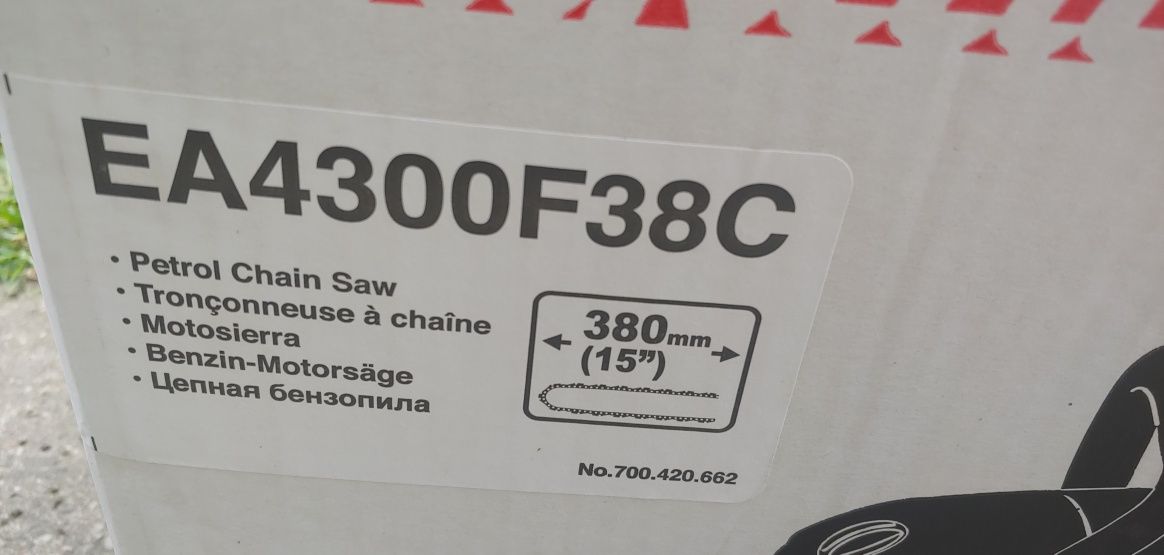 EA4300F38C
• Petrol Chain Saw
• Tronçonneuse à chaîne
• Motosierra
• Benzin-Motorsäge
• Цепная бензопила
380mm
(15")
No.700.420.662